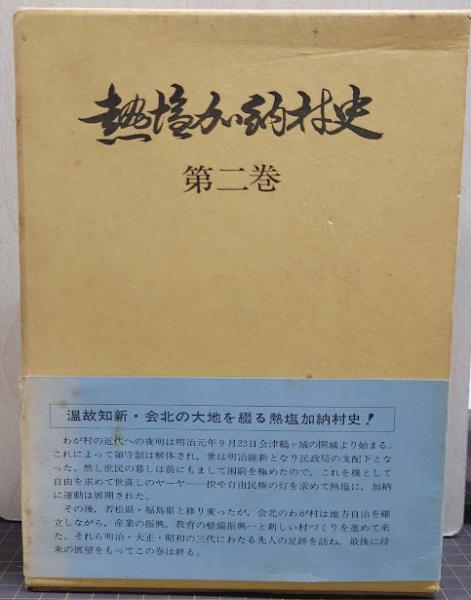 熱塩加納村史
第二巻
温故知新・会北の大地を綴る熱塩加納村史！
わが村の近代への夜明は明治元年９月23日会津鶴ヶ城の開城より始まる。
これによって領守制は解体され、世は明治維新となり民政局の支配下とな
った。然し庶民の暮しは前にもまして困窮を極めたので、これを機として
自由を求めて世直しのヤーヤー一揆や自由民権の灯を求めて熱塩に、加納
に運動は展開された。
その後、若松県・福島県と移り変ったが、会北のわが村は地方自治を確
立しながら、産業の振興、教育の整備振興―と新しい村づくりを進めて来
た。それら明治・大正・昭和の三代にわたる先人の足跡を訪ね、最後に将
来の展望をもってこの巻は終る。